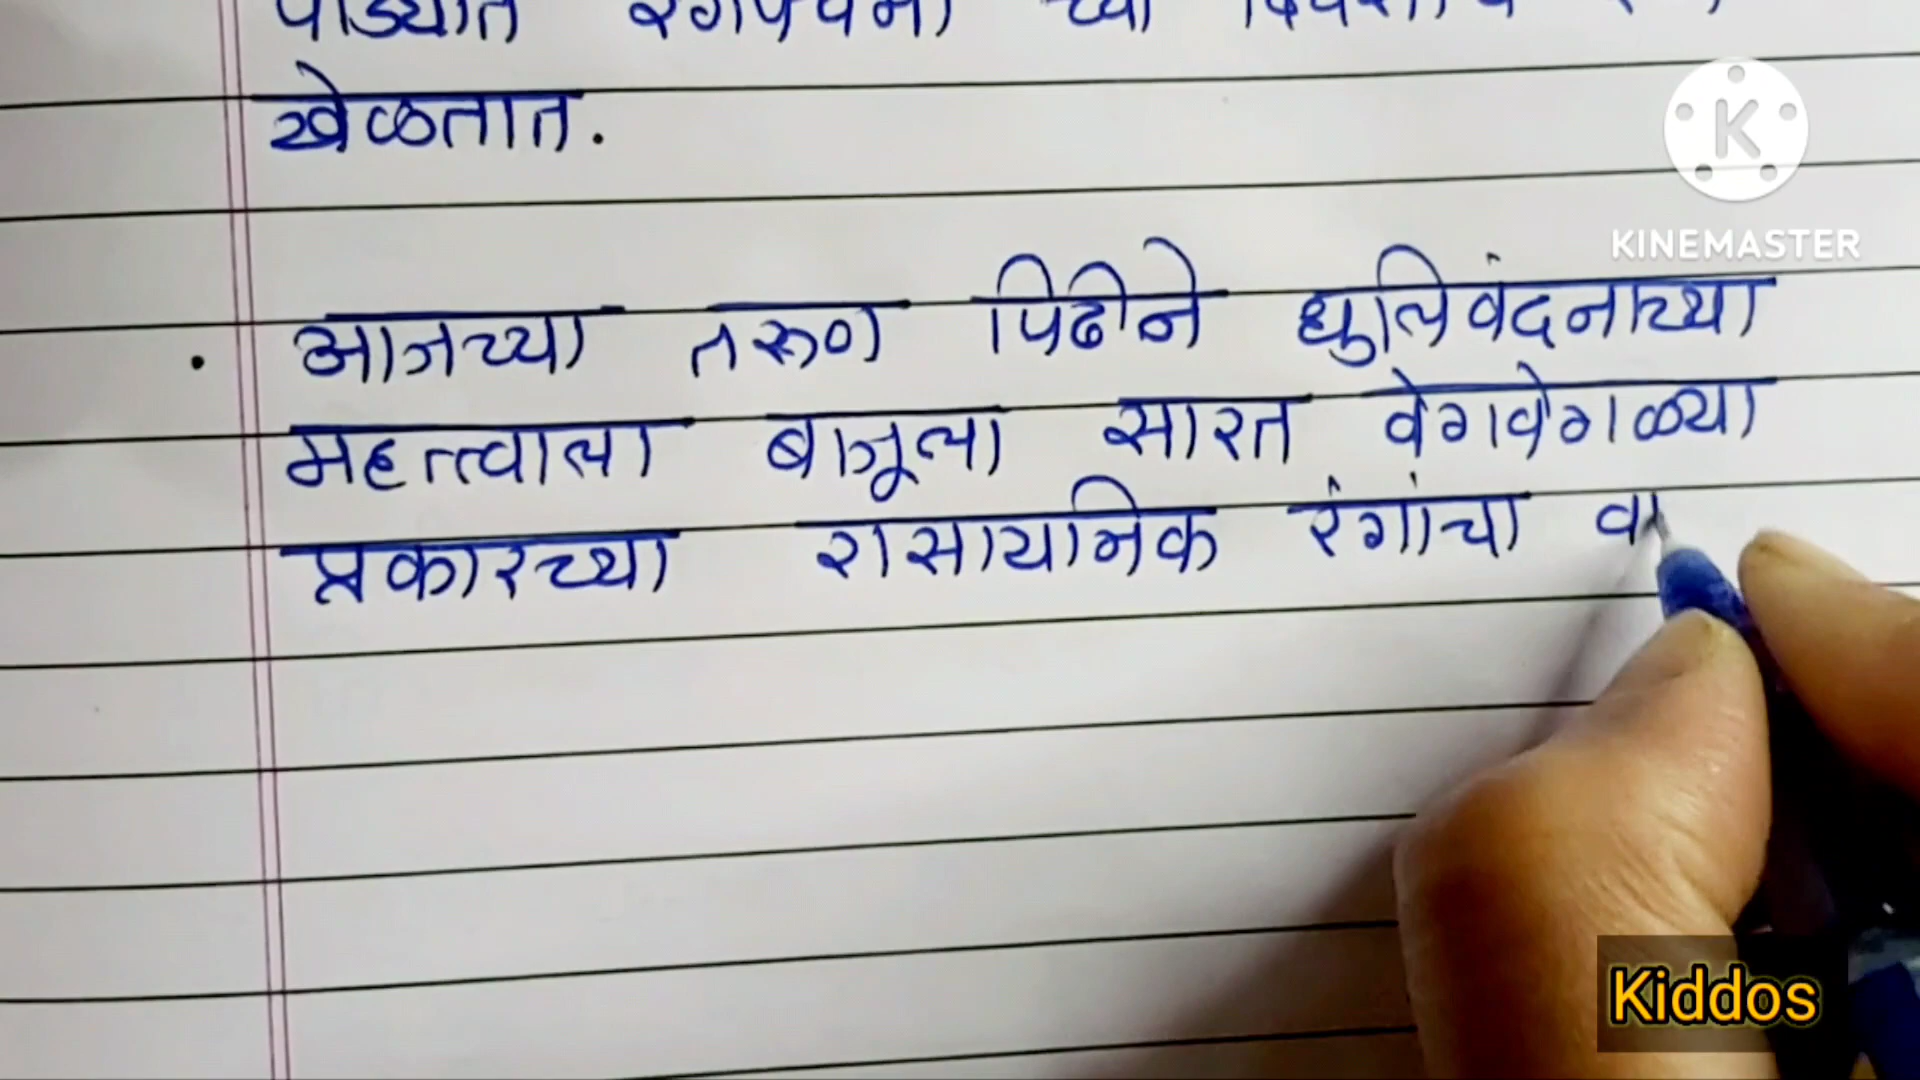 खेळतात.
KINEMASTER
. आजच्या तरूण पिढीने धुलिवंदनाच्या
महत्त्वाला बाजूला सारत वेगवेगळ्या
प्रकारच्या रासायनिक रंगांचा वा
Kiddos